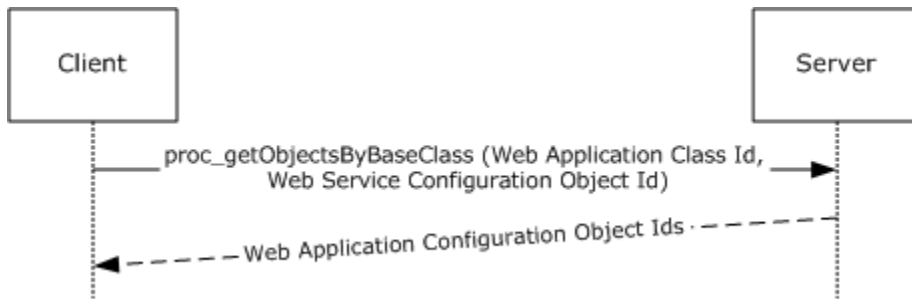 Client
Server
proc_getObjectsByBaseClass (Web Application Class Id,
Web Service Configuration Object Id)
Web Application Configuration Object Ids